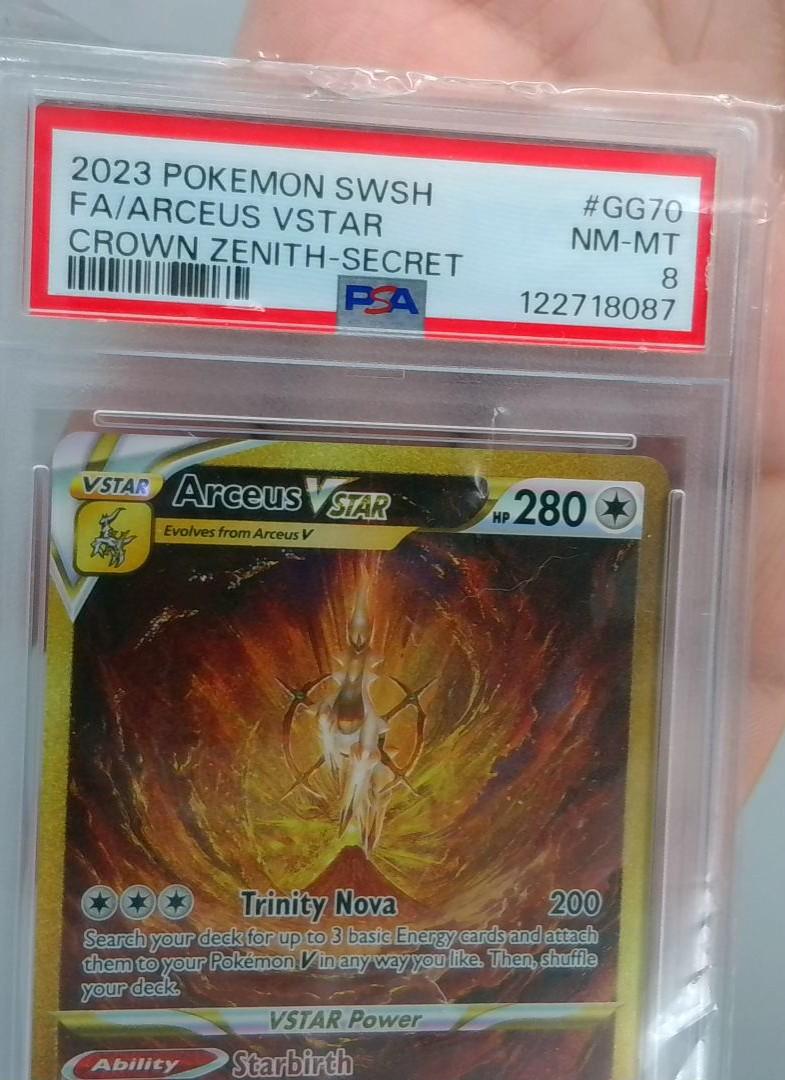 2023 POKEMON SWSH #GG70
FA/ARCEUS VSTAR NM-MT
CROWN ZENITH-SECRET 8
PSA 122718087
VSTAR Arceus VSTAR HP 280
Evolves from Arceus V
Trinity Nova 200
Search your deck for up to 3 basic Energy cards and attach
them to your Pokémon V in any way you like. Then, shuffle
your deck.
VSTAR Power
Ability Starbirth